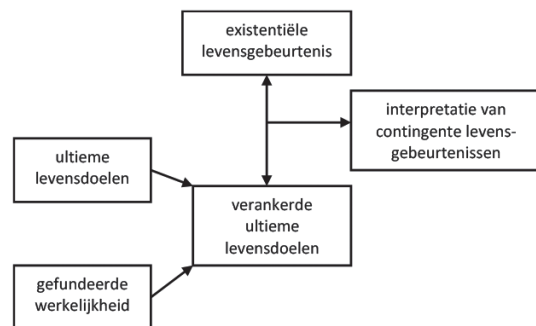 existentiële
levensgebeurtenis
interpretatie van
contingente levens-
gebeurtenissen
ultieme
levensdoelen
verankerde
ultieme
levensdoelen
gefundeerde
werkelijkheid